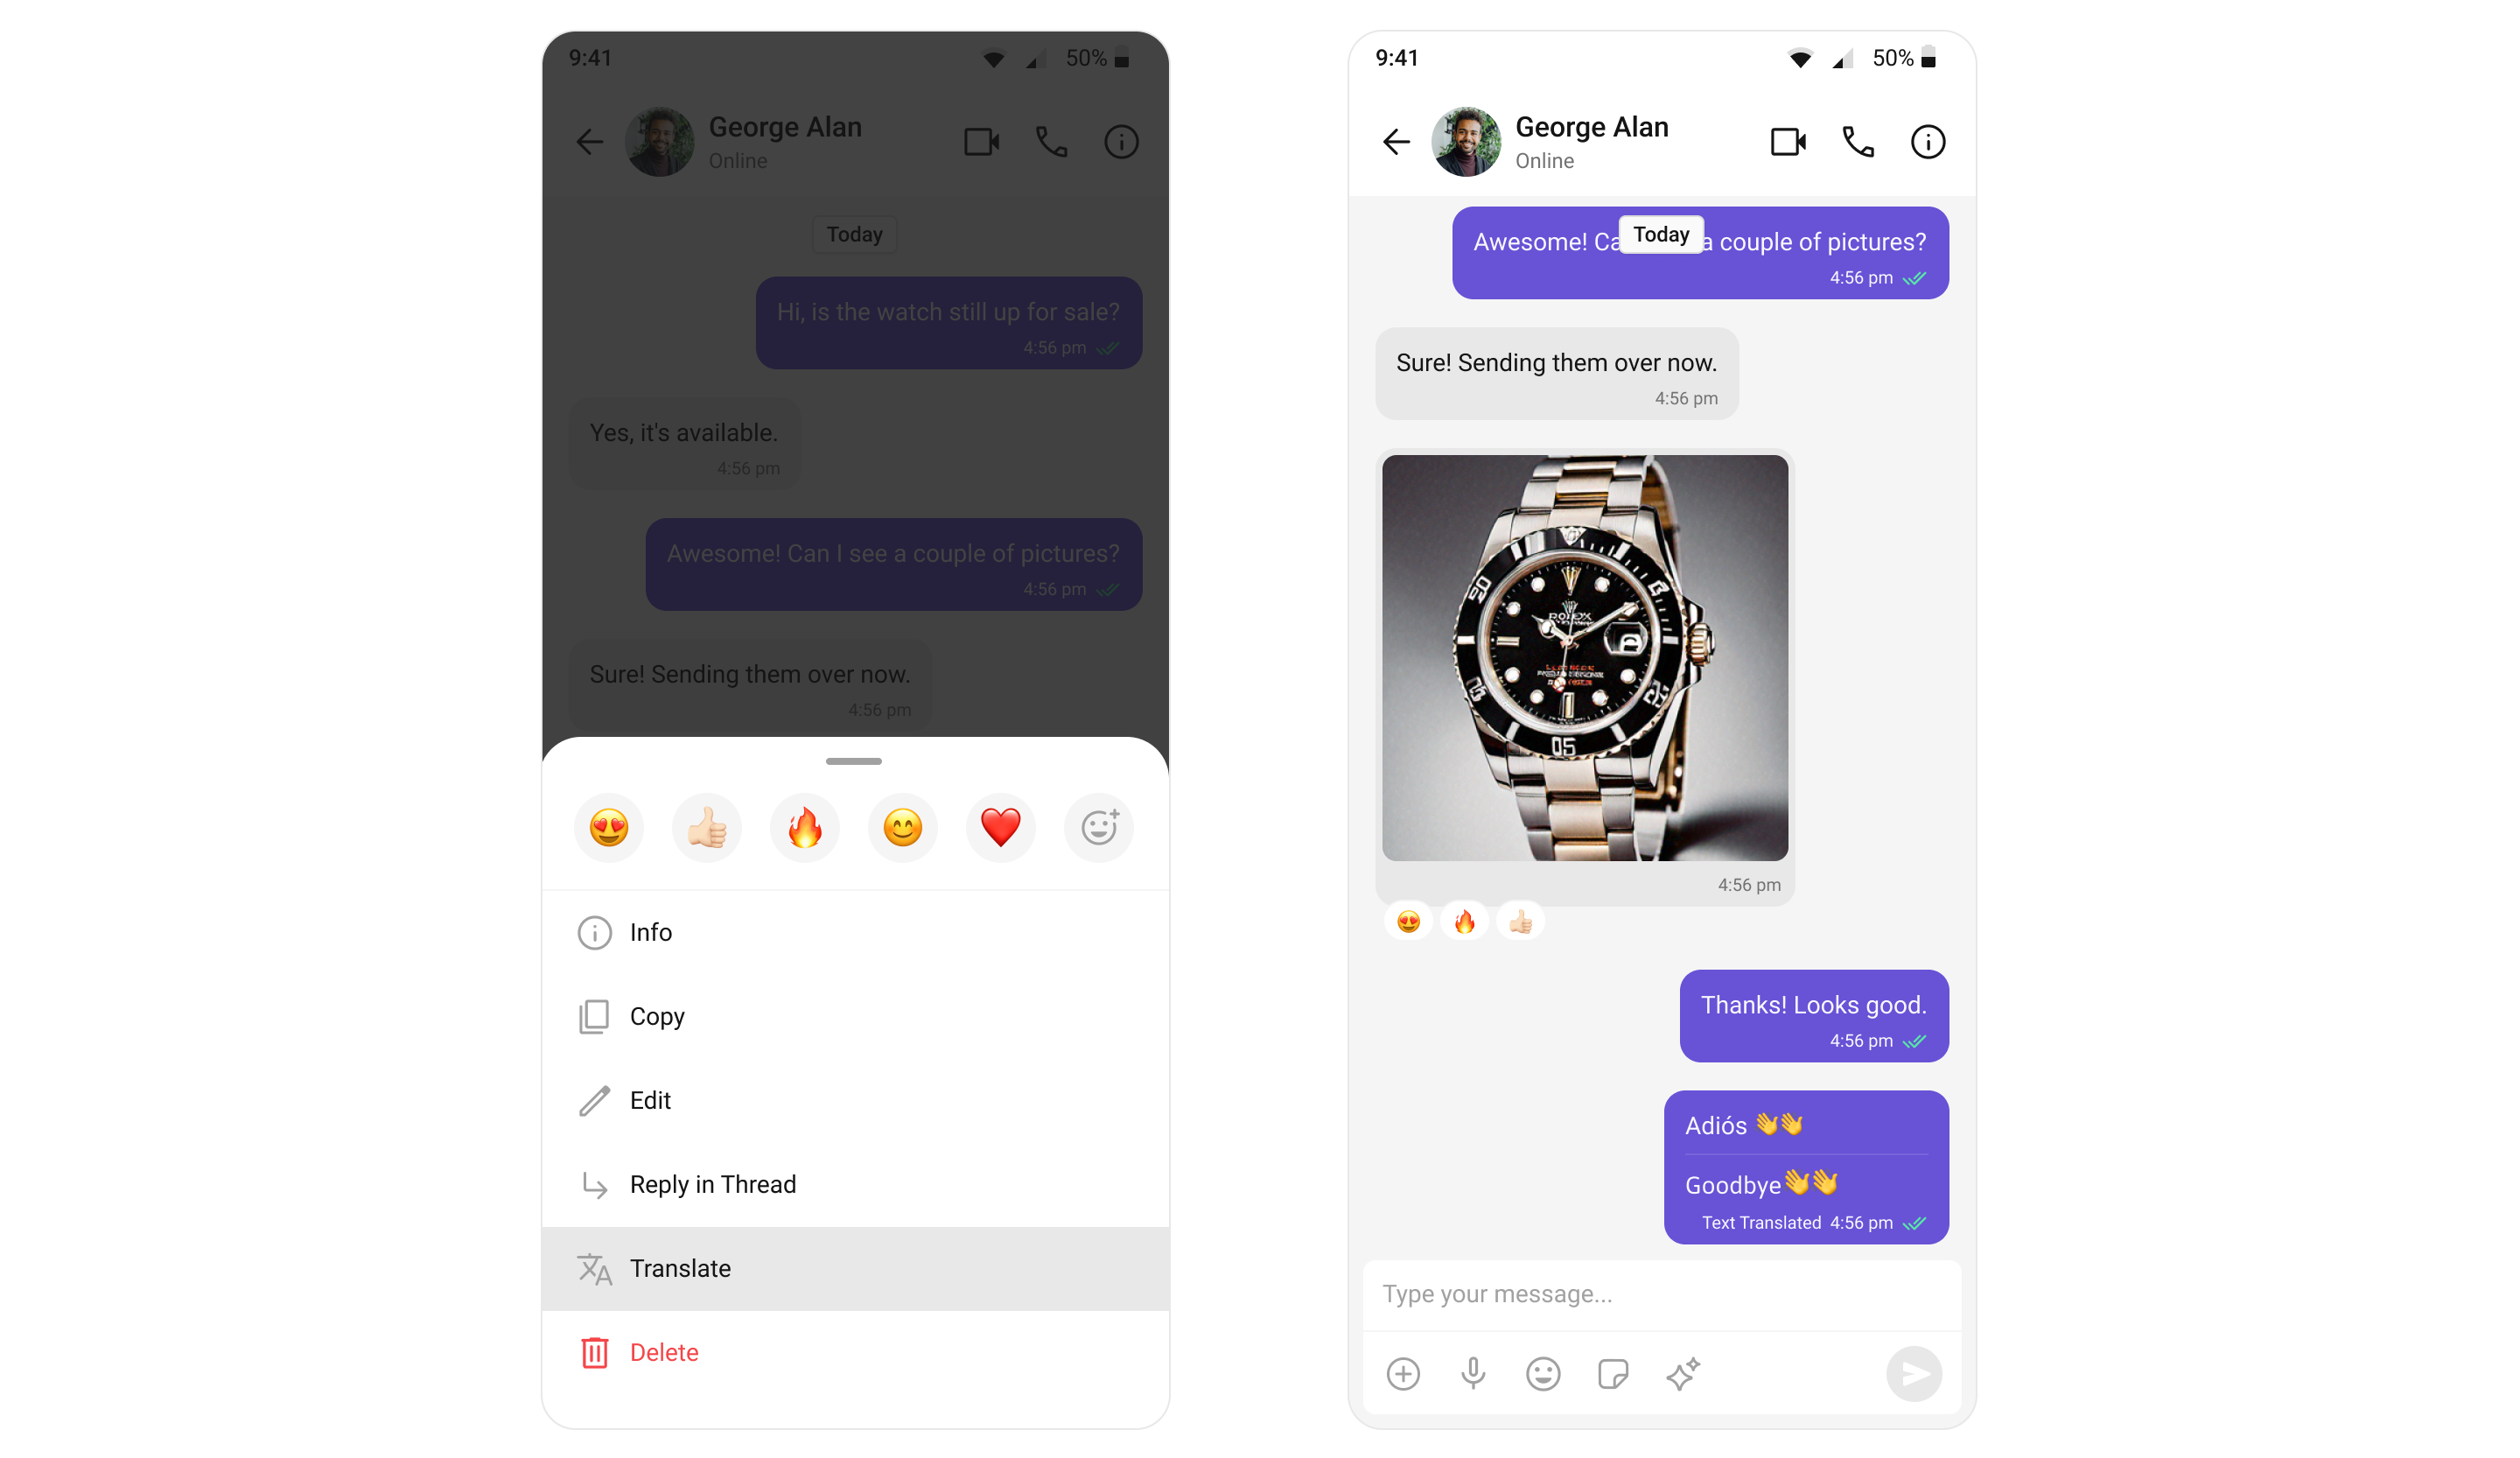 9:41
50%
George Alan
Online
Today
Hi, is the watch still up for sale?
4:56 pm
Yes, it's available.
4:56 pm
Awesome! Can I see a couple of pictures?
4:56 pm
Sure! Sending them over now.
4:56 pm
Info
Copy
Edit
Reply in Thread
Translate
Delete
9:41
50%
George Alan
Online
Today
Awesome! Ca a couple of pictures?
4:56 pm
Sure! Sending them over now.
4:56 pm
ROLEX
05
4:56 pm
Thanks! Looks good.
4:56 pm
Adiós 👋👋
Goodbye👋👋
Text Translated 4:56 pm
Type your message...